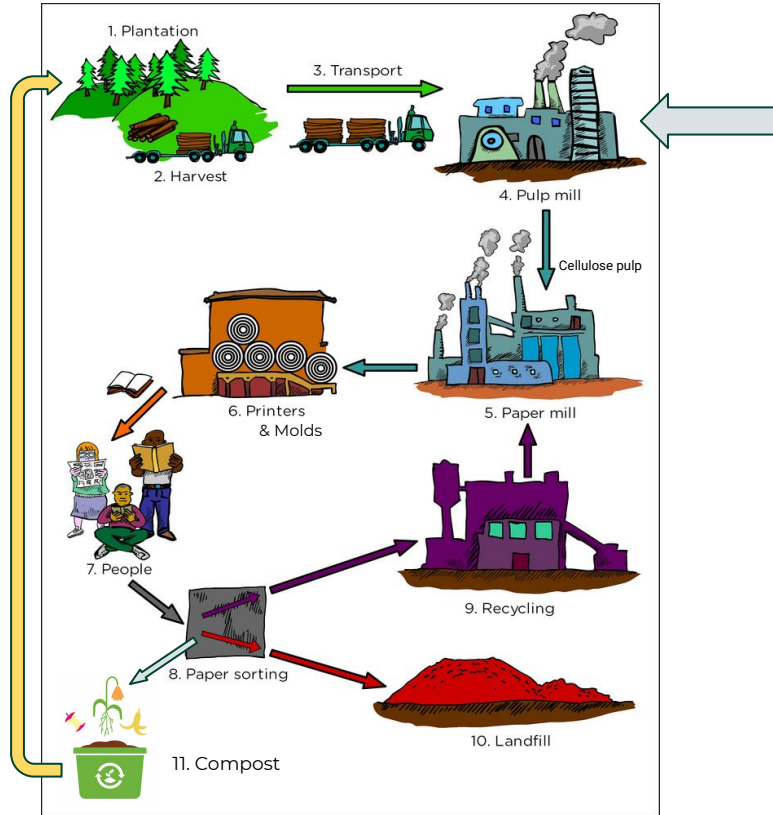 1. Plantation
3. Transport
2. Harvest
4. Pulp mill
Cellulose pulp
5. Paper mill
6. Printers
& Molds
7. People
8. Paper sorting
9. Recycling
10. Landfill
11. Compost